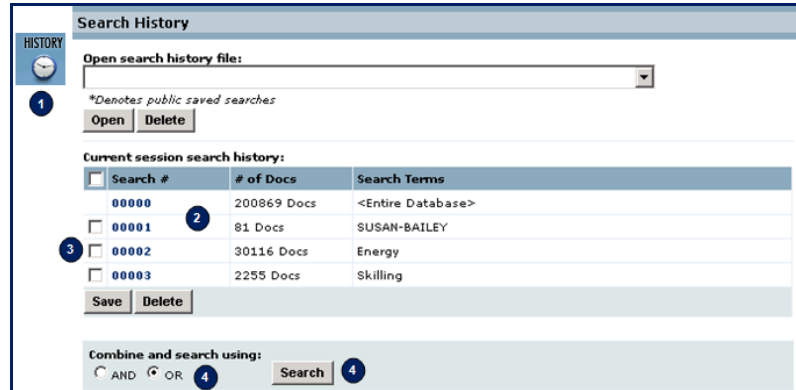 Search History
HISTORY
1
Open search history file:
*Denotes public saved searches
Open Delete
Current session search history:
Search # # of Docs Search Terms
00000 200869 Docs <Entire Database>
2
00001 81 Docs SUSAN-BAILEY
3
00002 30116 Docs Energy
00003 2255 Docs Skilling
Save Delete
Combine and search using:
AND OR 4 Search 4